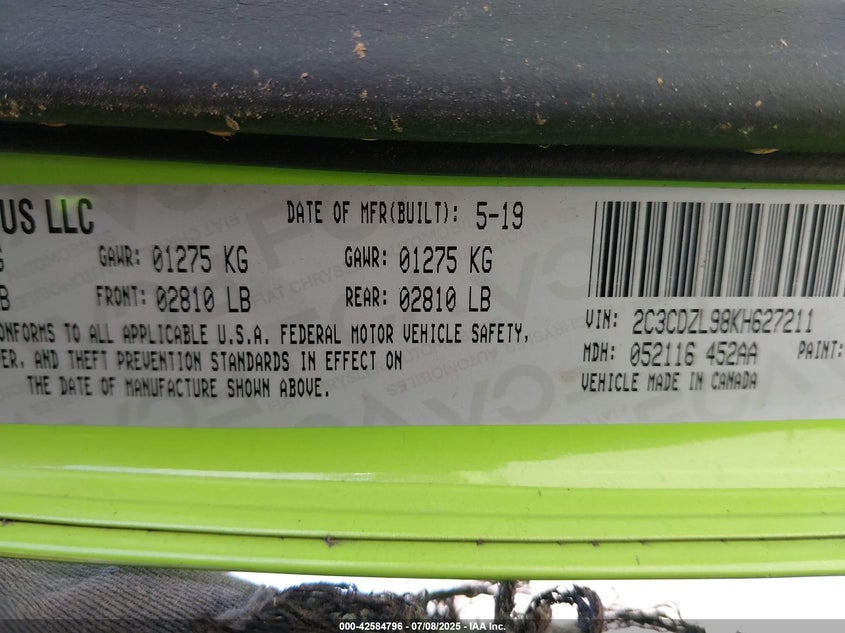 US LLC
DATE OF MFR(BUILT): 5-19
G GAWR: 01275 KG GAWR: 01275 KG
B FRONT: 02810 LB REAR: 02810 LB
ONFORMS TO ALL APPLICABLE U.S.A. FEDERAL MOTOR VEHICLE SAFETY,
ER, AND THEFT PREVENTION STANDARDS IN EFFECT ON
THE DATE OF MANUFACTURE SHOWN ABOVE.
VIN: 2C3CDZL98KH627211
MDH: 052116 452AA PAINT:
VEHICLE MADE IN CANADA
000-42584796 - 07/08/2025 - IAA Inc.